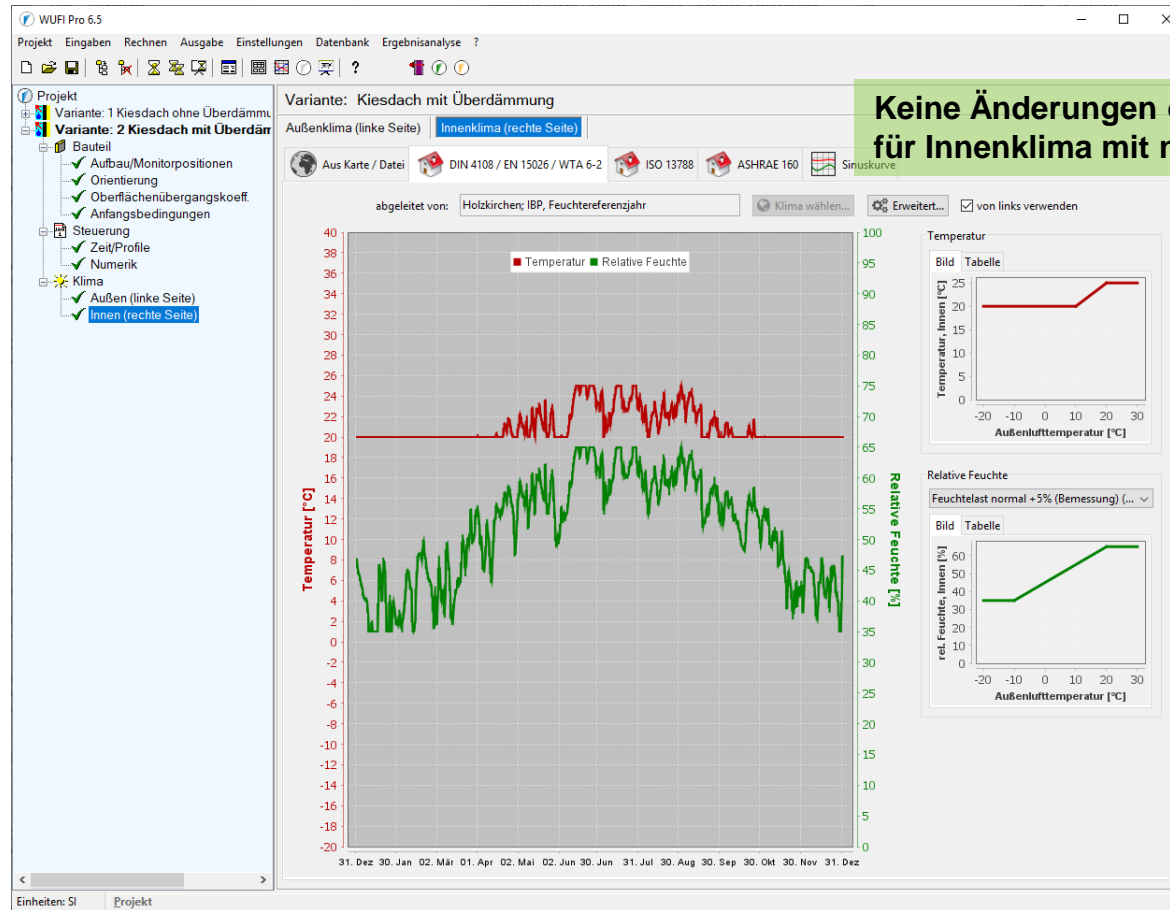 WUFI Pro 6.5
Projekt Eingaben Rechnen Ausgabe Einstellungen Datenbank Ergebnisanalyse ?
Projekt
Variante: 1 Kiesdach ohne Überdämmu
Variante: 2 Kiesdach mit Überdäm
Bauteil
Aufbau/Monitorpositionen
Orientierung
Oberflächenübergangskoeff.
Anfangsbedingungen
Steuerung
Zeit/Profile
Numerik
Klima
Außen (linke Seite)
Innen (rechte Seite)
Variante: Kiesdach mit Überdämmung
Keine Änderungen
für Innenklima mit
Außenklima (linke Seite) Innenklima (rechte Seite)
Aus Karte / Datei DIN 4108 / EN 15026 / WTA 6-2 ISO 13788 ASHRAE 160 Sinuskurve
abgeleitet von: Holzkirchen; IBP, Feuchtereferenzjahr Klima wählen... Erweitert... von links verwenden
Temperatur Relative Feuchte
Temperatur [°C]
40
38
36
34
32
30
28
26
24
22
20
18
16
14
12
10
8
6
4
2
0
-2
-4
-6
-8
-10
-12
-14
-16
-18
-20
Relative Feuchte [%]
100
95
90
85
80
75
70
65
60
55
50
45
40
35
30
25
20
15
10
5
0
31. Dez 30. Jan 02. Mär 01. Apr 02. Mai 02. Jun 30. Jun 31. Jul 30. Aug 30. Sep 30. Okt 30. Nov 31. Dez
Temperatur
Bild Tabelle
Temperatur, Innen [°C]
25
20
15
10
5
0
-20 -10 0 10 20 30
Außenlufttemperatur [°C]
Relative Feuchte
Feuchtelast normal +5% (Bemessung) (...
Bild Tabelle
rel. Feuchte, Innen [%]
60
50
40
30
20
10
0
-20 -10 0 10 20 30
Außenlufttemperatur [°C]
Einheiten: SI Projekt